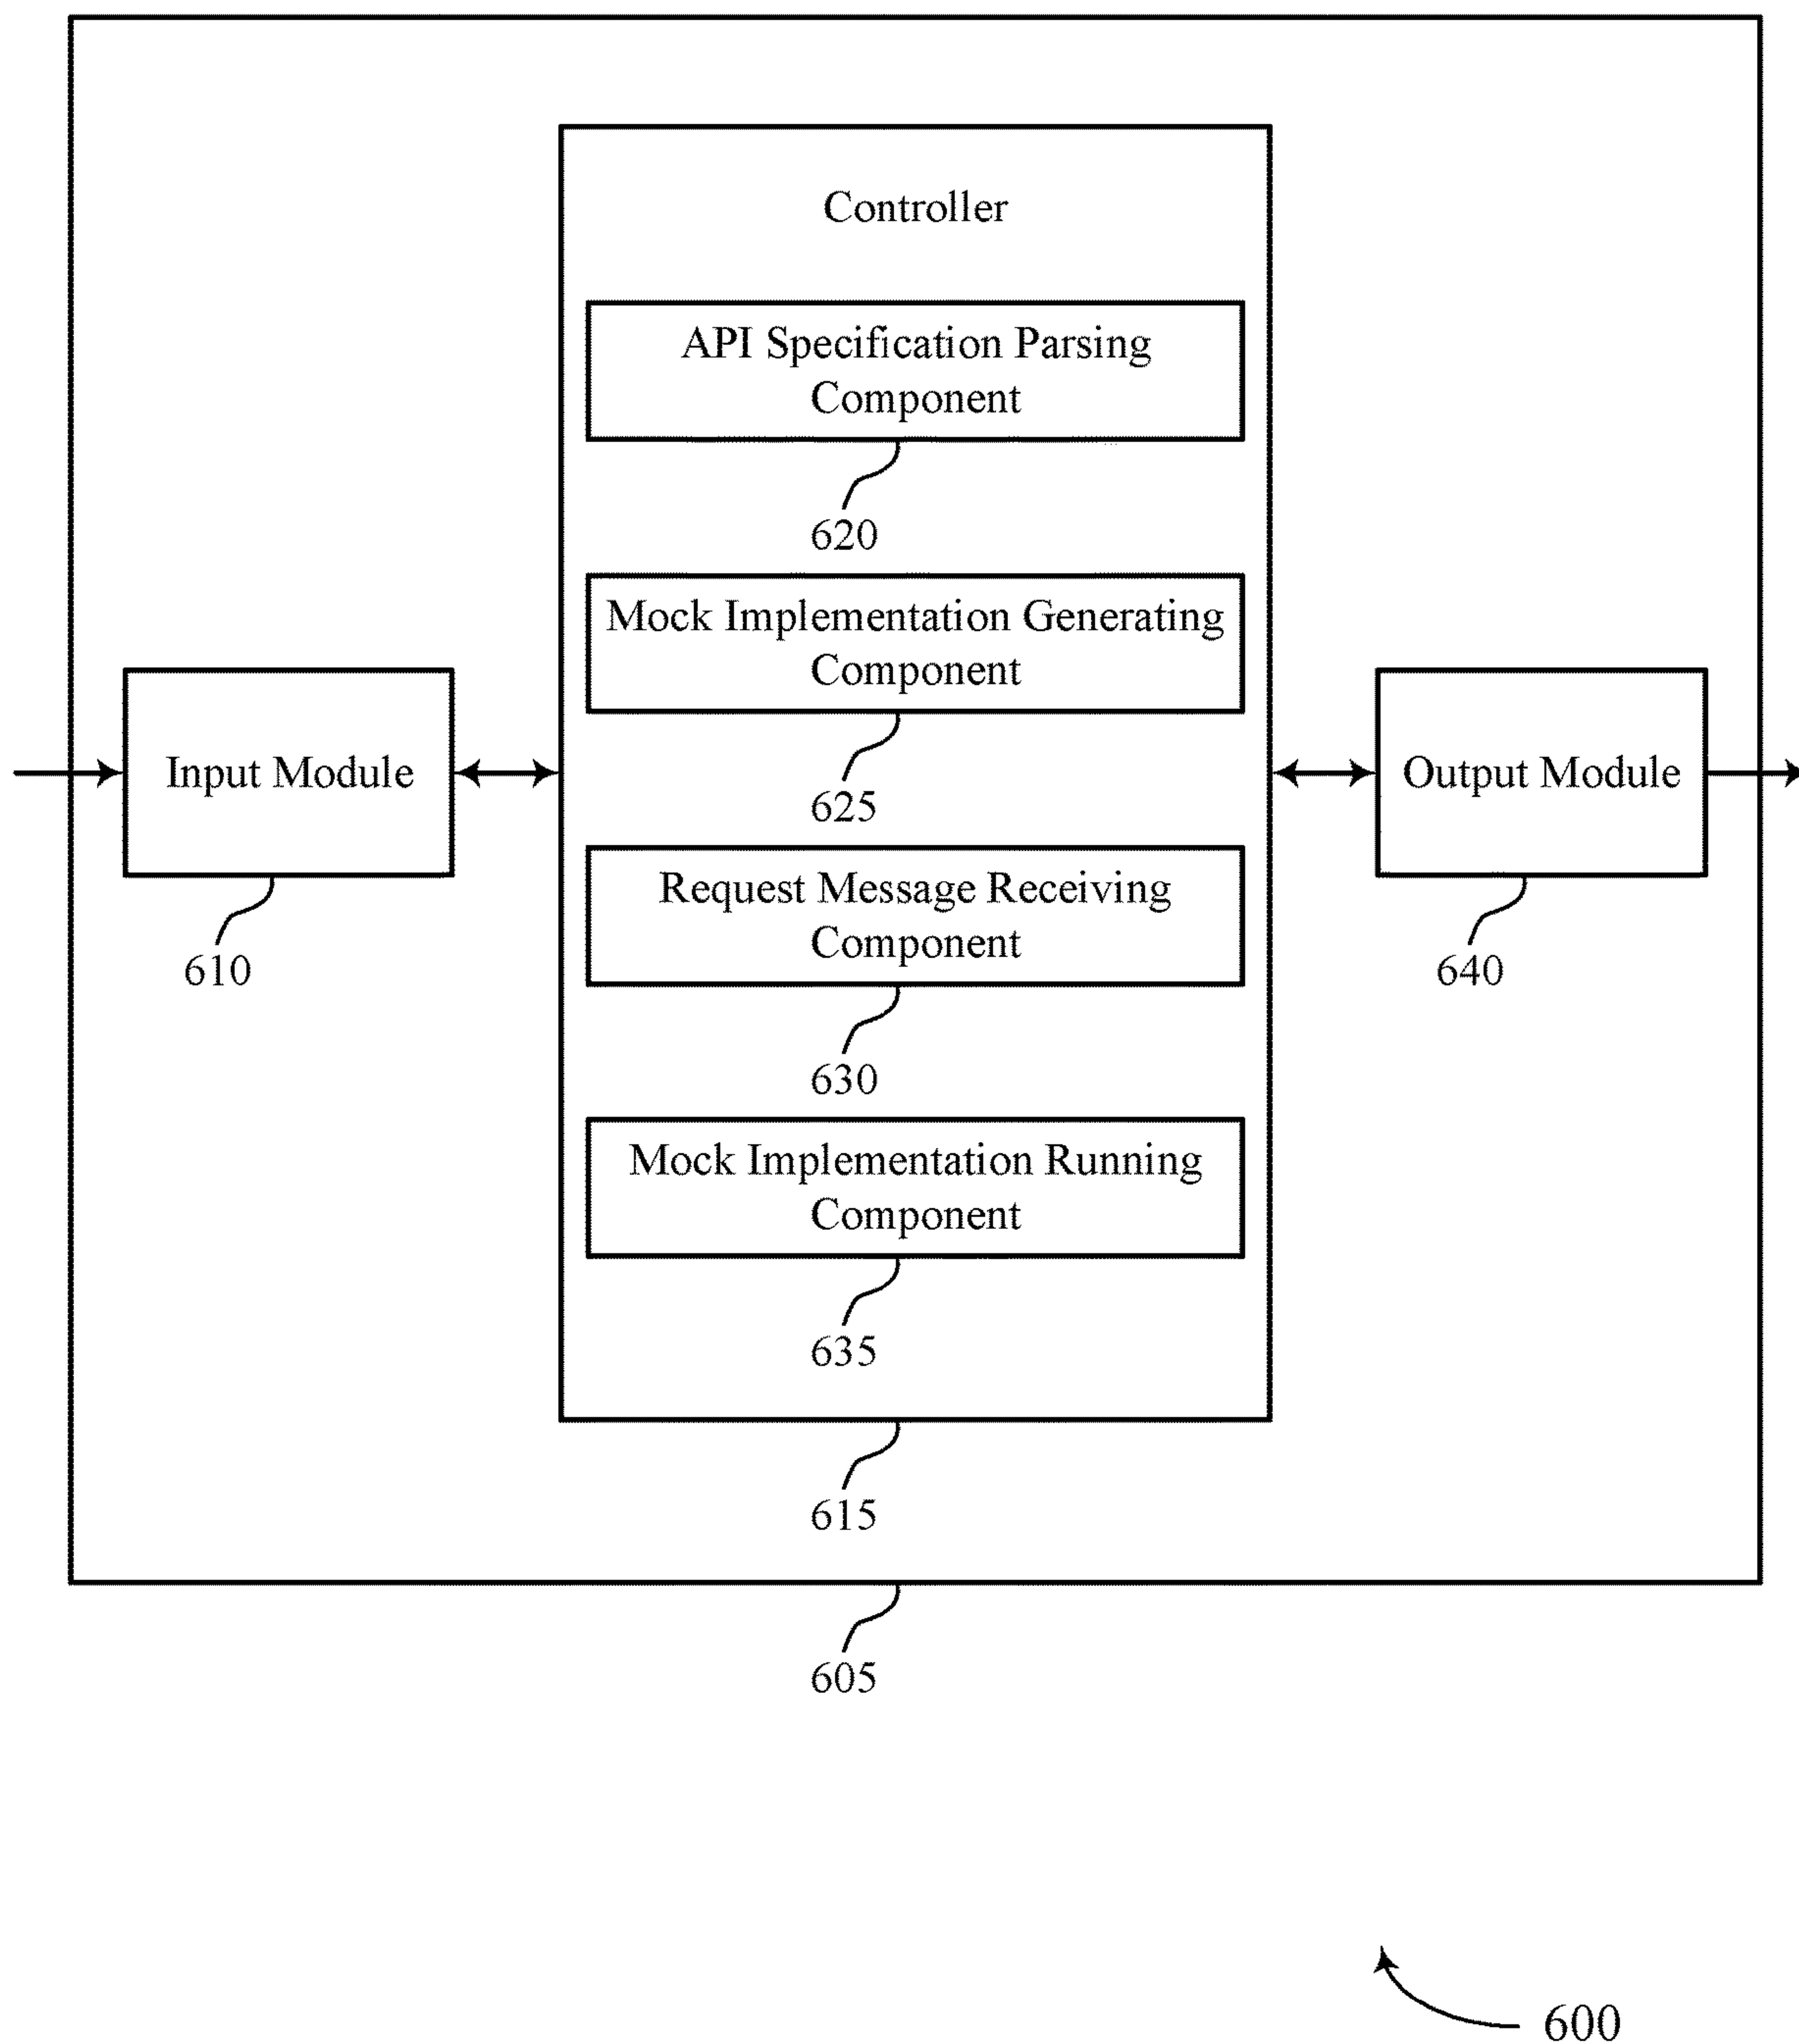 Controller
API Specification Parsing
Component
620
Mock Implementation Generating
Component
625
Input Module
610
Request Message Receiving
Component
630
Output Module
640
Mock Implementation Running
Component
635
615
605
600